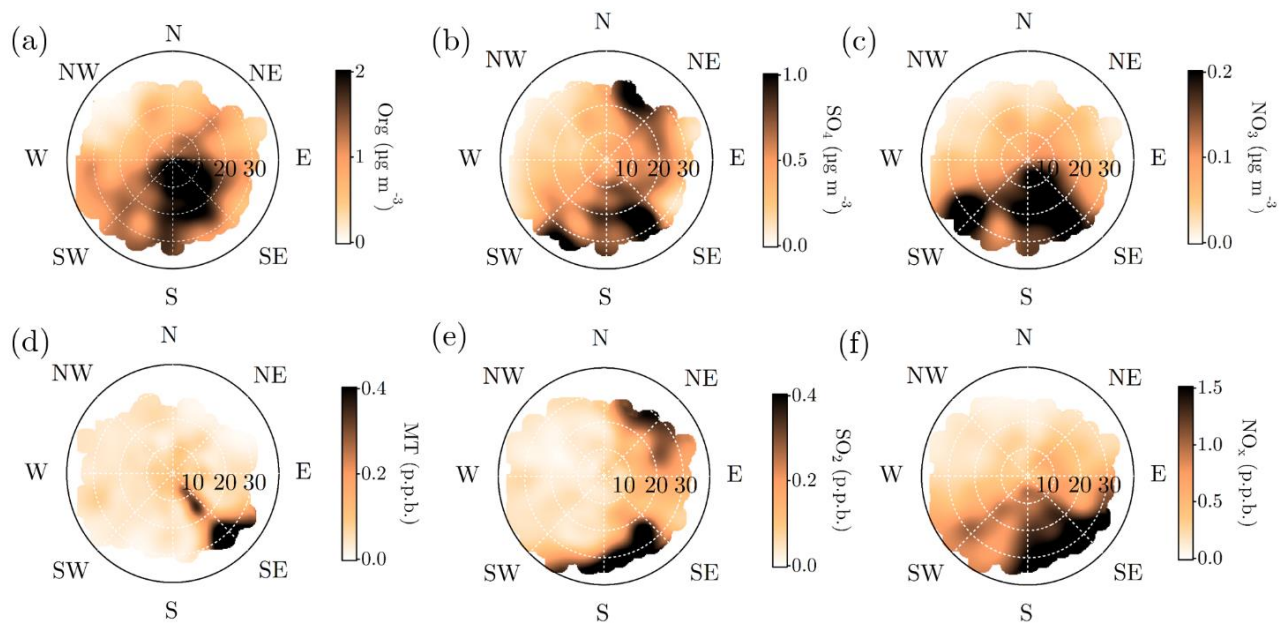 (a)
N
NW
NE
W
E
SW
SE
S
10 20 30
2
1
0
Org (µg m⁻³)
(b)
N
NW
NE
W
E
SW
SE
S
10 20 30
1.0
0.5
0.0
SO₄ (µg m⁻³)
(c)
N
NW
NE
W
E
SW
SE
S
10 20 30
0.2
0.1
0.0
NO₃ (µg m⁻³)
(d)
N
NW
NE
W
E
SW
SE
S
10 20 30
0.4
0.2
0.0
MT (p.p.b.)
(e)
N
NW
NE
W
E
SW
SE
S
10 20 30
0.4
0.2
0.0
SO₂ (p.p.b.)
(f)
N
NW
NE
W
E
SW
SE
S
10 20 30
1.5
1.0
0.5
0.0
NOₓ (p.p.b.)